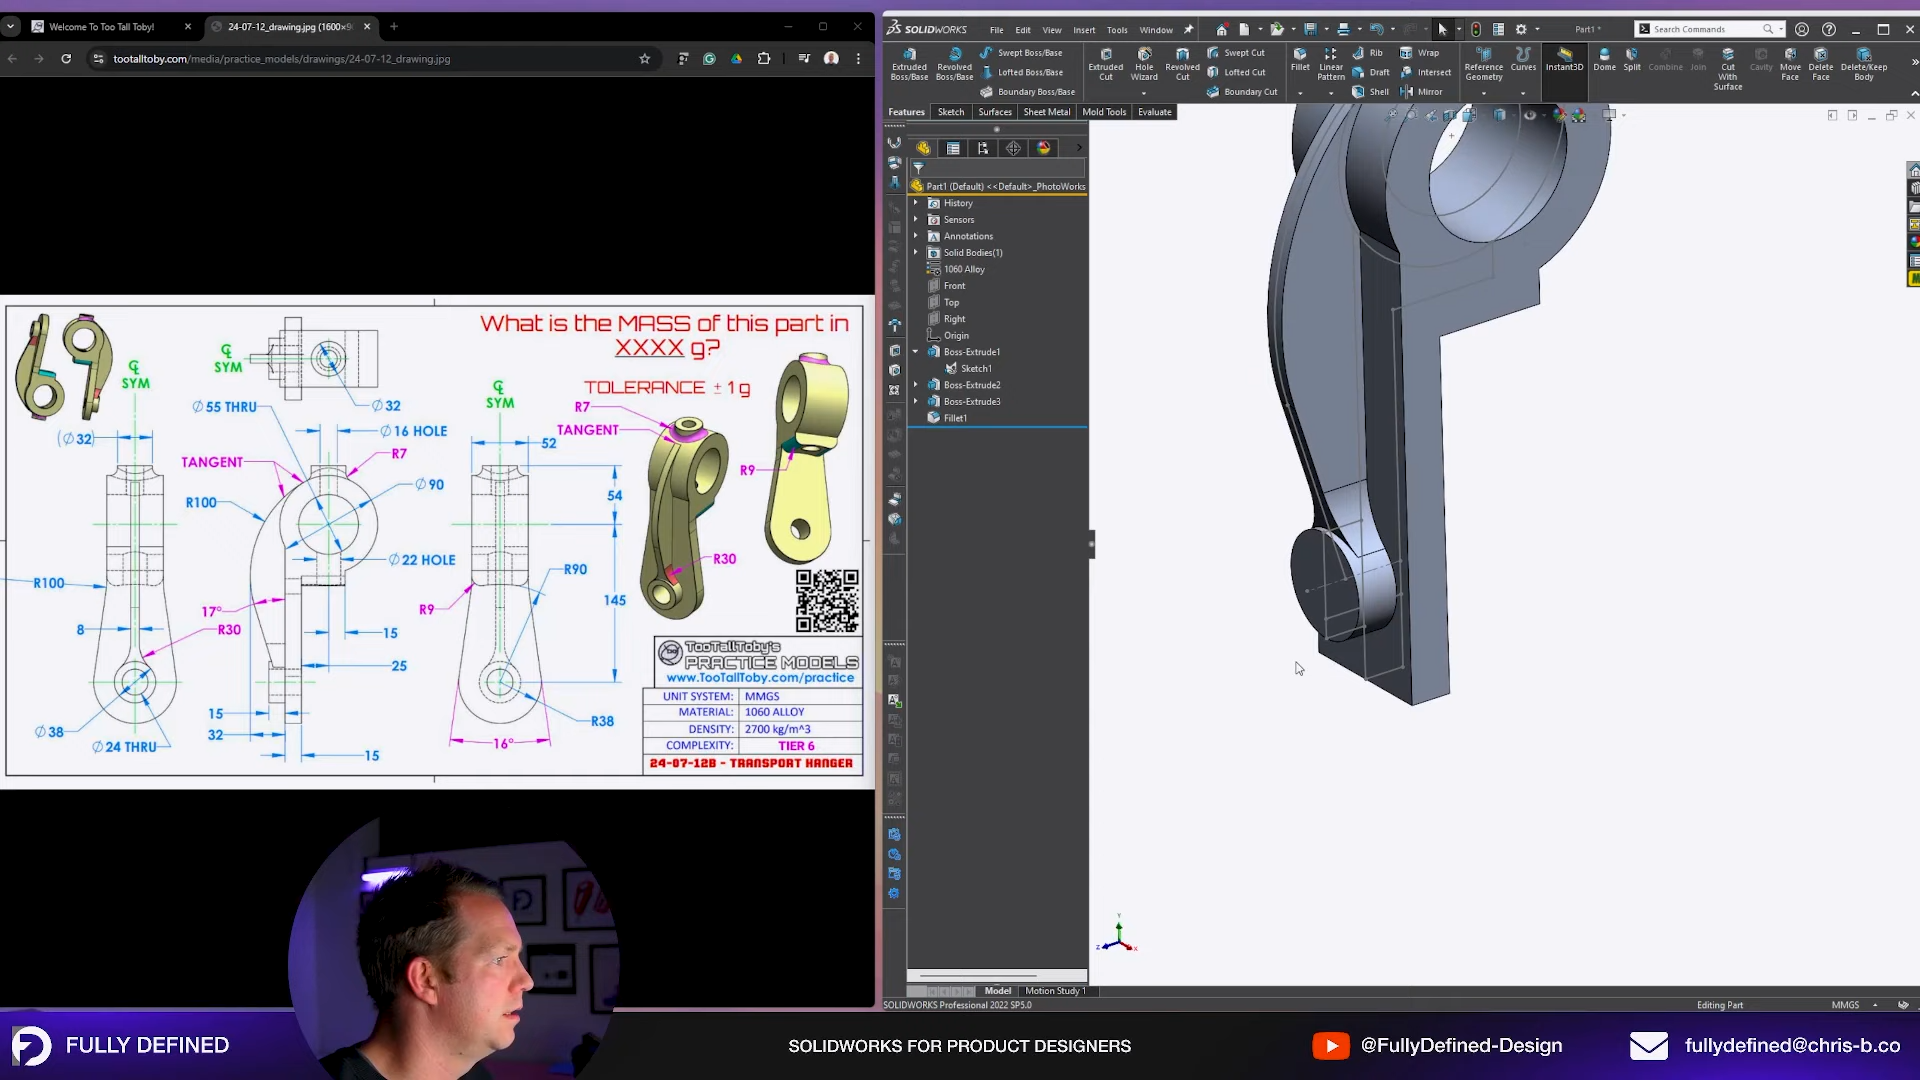 Welcome To Too Tall Toby!
24-07-12_drawing.jpg (1600×9
tootalltoby.com/media/practice_models/drawings/24-07-12_drawing.jpg
What is the MASS of this part in
XXXX g?
TOLERANCE ± 1 g
℄
SYM
℄
SYM
℄
SYM
(∅32)
∅ 55 THRU
∅ 32
∅ 16 HOLE
R7
TANGENT
R100
∅ 90
∅ 22 HOLE
R100
17°
8
R30
15
25
∅ 38
∅ 24 THRU
15
32
15
52
54
R90
145
R9
R38
16°
R7
TANGENT
R9
R30
TooTallToby's
PRACTICE MODELS
www.TooTallToby.com/practice
UNIT SYSTEM: MMGS
MATERIAL: 1060 ALLOY
DENSITY: 2700 kg/m^3
COMPLEXITY: TIER 6
24-07-12B - TRANSPORT HANGER
SOLIDWORKS
File
Edit
View
Insert
Tools
Window
Part1 *
Search Commands
Extruded
Boss/Base
Revolved
Boss/Base
Swept Boss/Base
Lofted Boss/Base
Boundary Boss/Base
Extruded
Cut
Hole
Wizard
Revolved
Cut
Swept Cut
Lofted Cut
Boundary Cut
Fillet
Linear
Pattern
Rib
Draft
Shell
Wrap
Intersect
Mirror
Reference
Geometry
Curves
Instant3D
Dome
Split
Combine
Join
Cut
With
Surface
Cavity
Move
Face
Delete
Face
Delete/Keep
Body
Features
Sketch
Surfaces
Sheet Metal
Mold Tools
Evaluate
Part1 (Default) <<Default>_PhotoWorks
History
Sensors
Annotations
Solid Bodies(1)
1060 Alloy
Front
Top
Right
Origin
Boss-Extrude1
Sketch1
Boss-Extrude2
Boss-Extrude3
Fillet1
Y
Z
X
Model
Motion Study 1
SOLIDWORKS Professional 2022 SP5.0
Editing Part
MMGS
FULLY DEFINED
SOLIDWORKS FOR PRODUCT DESIGNERS
@FullyDefined-Design
fullydefined@chris-b.co